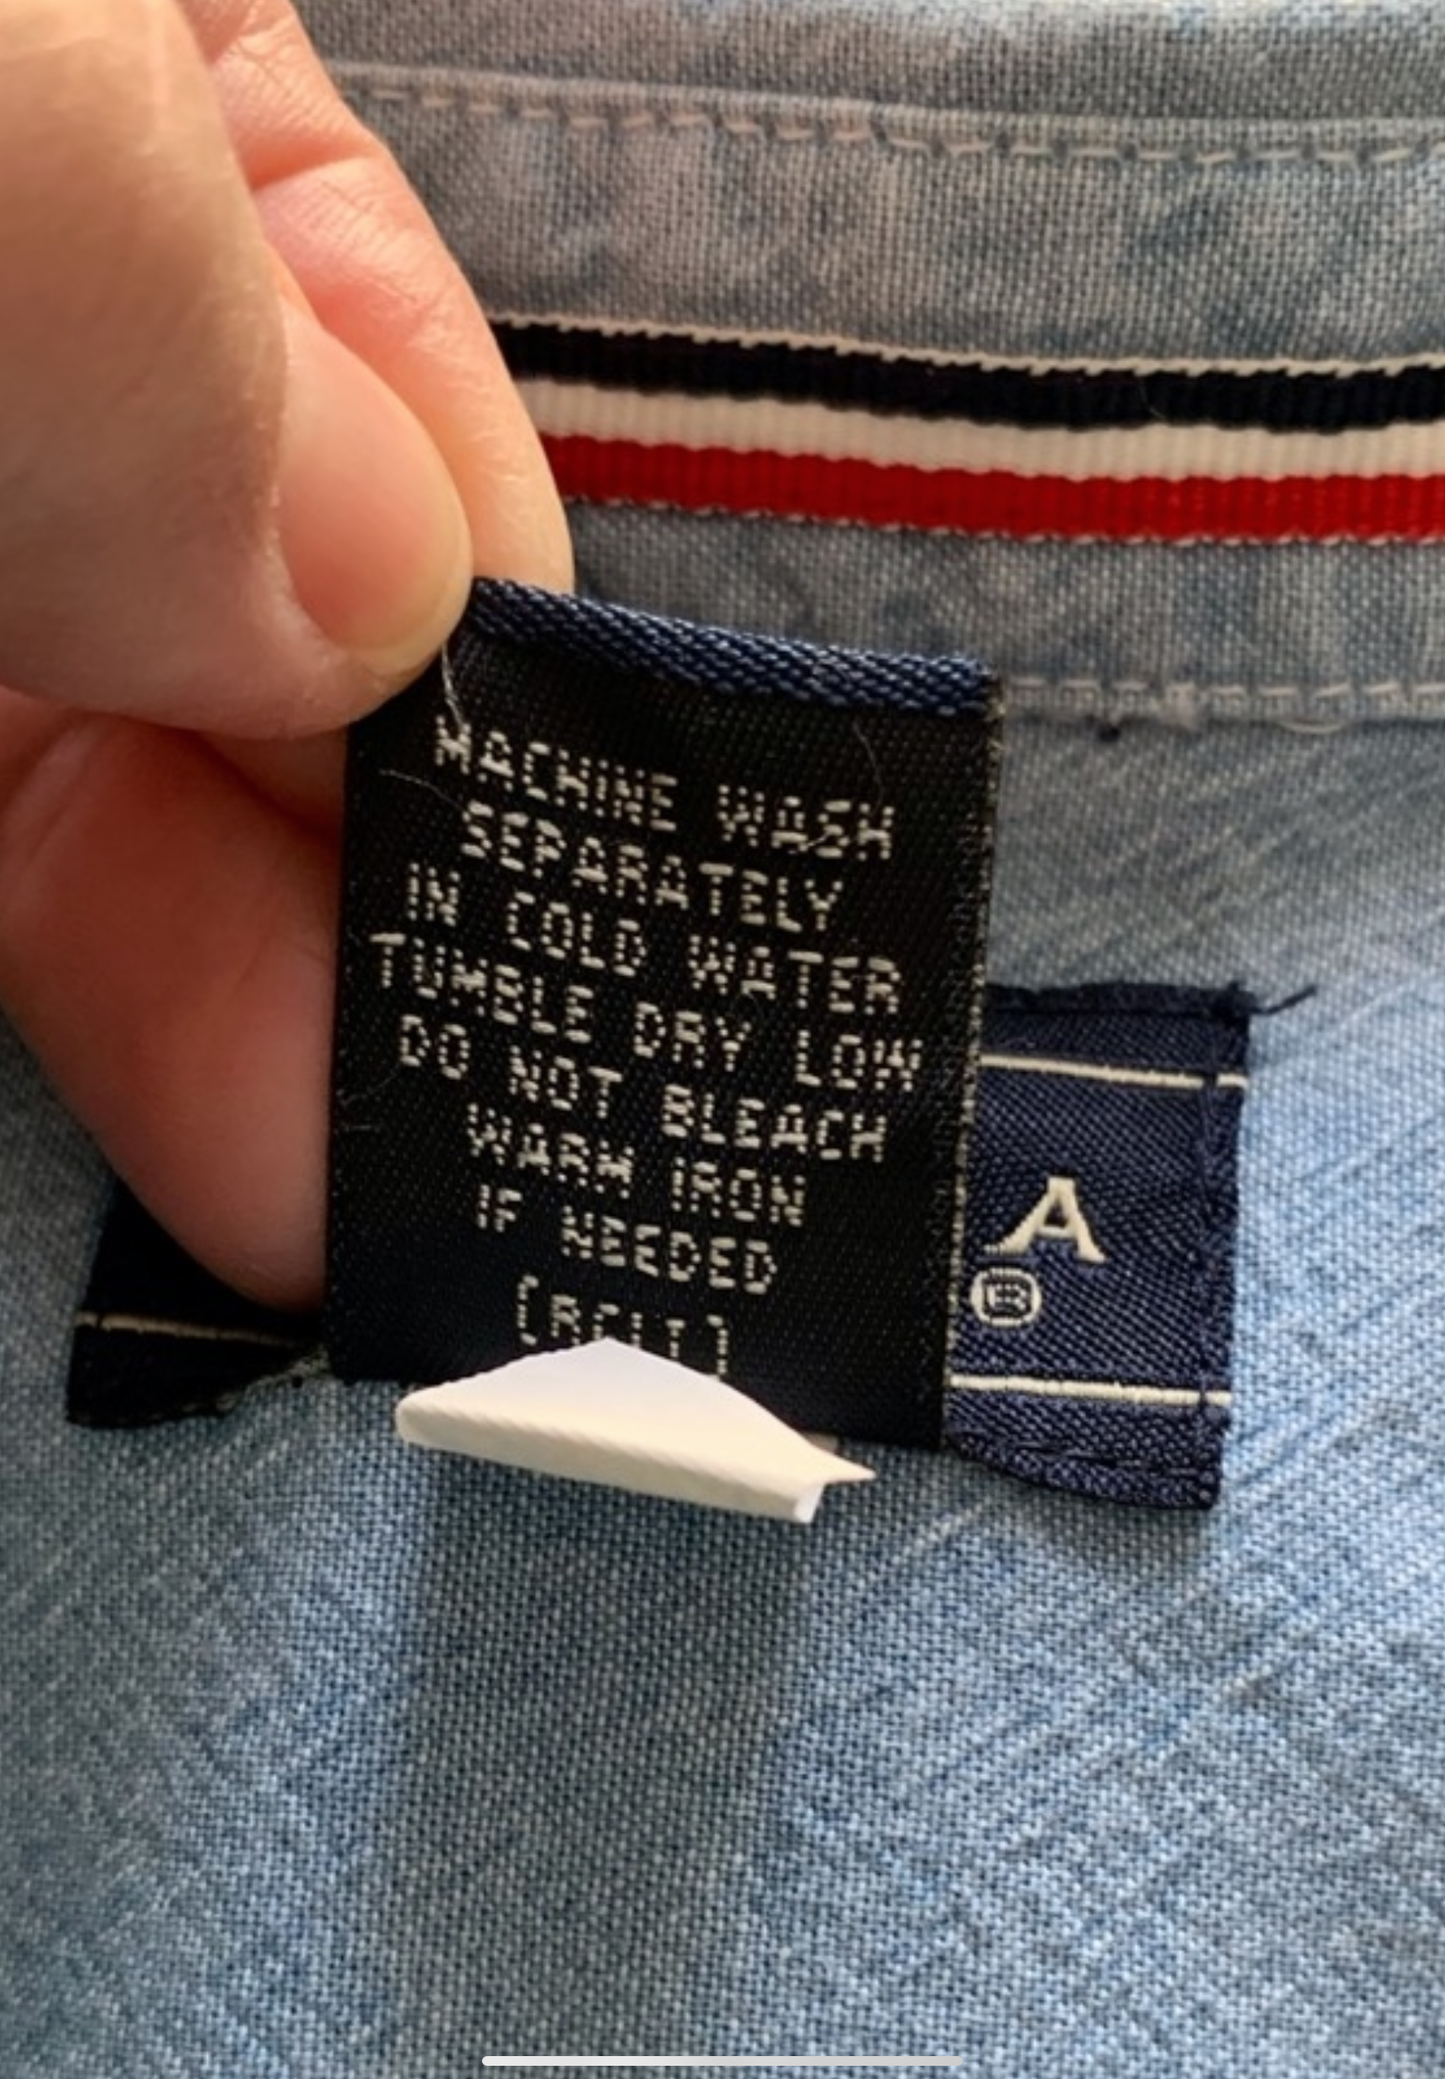 MACHINE WASH
SEPARATELY
IN COLD WATER
TUMBLE DRY LOW
DO NOT BLEACH
WARM IRON
IF NEEDED
A
®